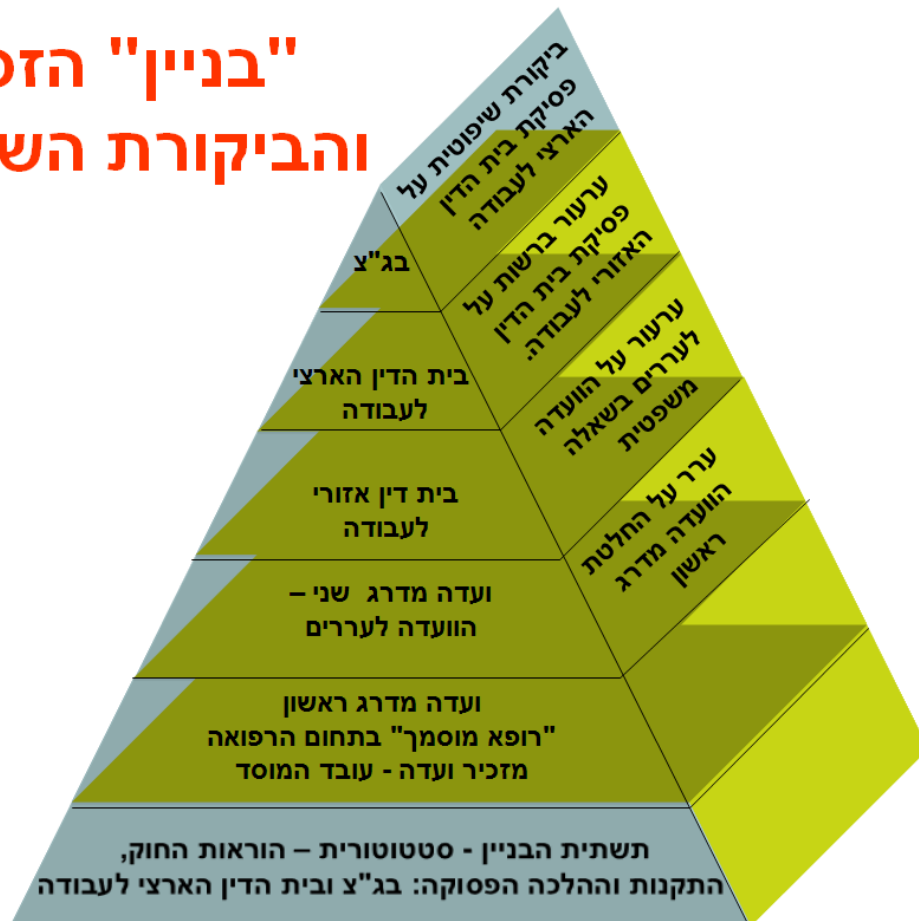 "בניין"
והביקורת
ביקורת שיפוטית על
פסיקת בית הדין
הארצי לעבודה
בג"צ
ערעור ברשות על
פסיקת בית הדין
האזורי לעבודה.
בית הדין הארצי
לעבודה
ערעור על הוועדה
לעררים בשאלה
משפטית
בית דין אזורי
לעבודה
ערר על החלטת
הוועדה מדרג
ראשון
ועדה מדרג שני –
הוועדה לעררים
ועדה מדרג ראשון
"רופא מוסמך" בתחום הרפואה
מזכיר ועדה - עובד המוסד
תשתית הבניין - סטטוטורית – הוראות החוק,
התקנות וההלכה הפסוקה: בג"צ ובית הדין הארצי לעבודה